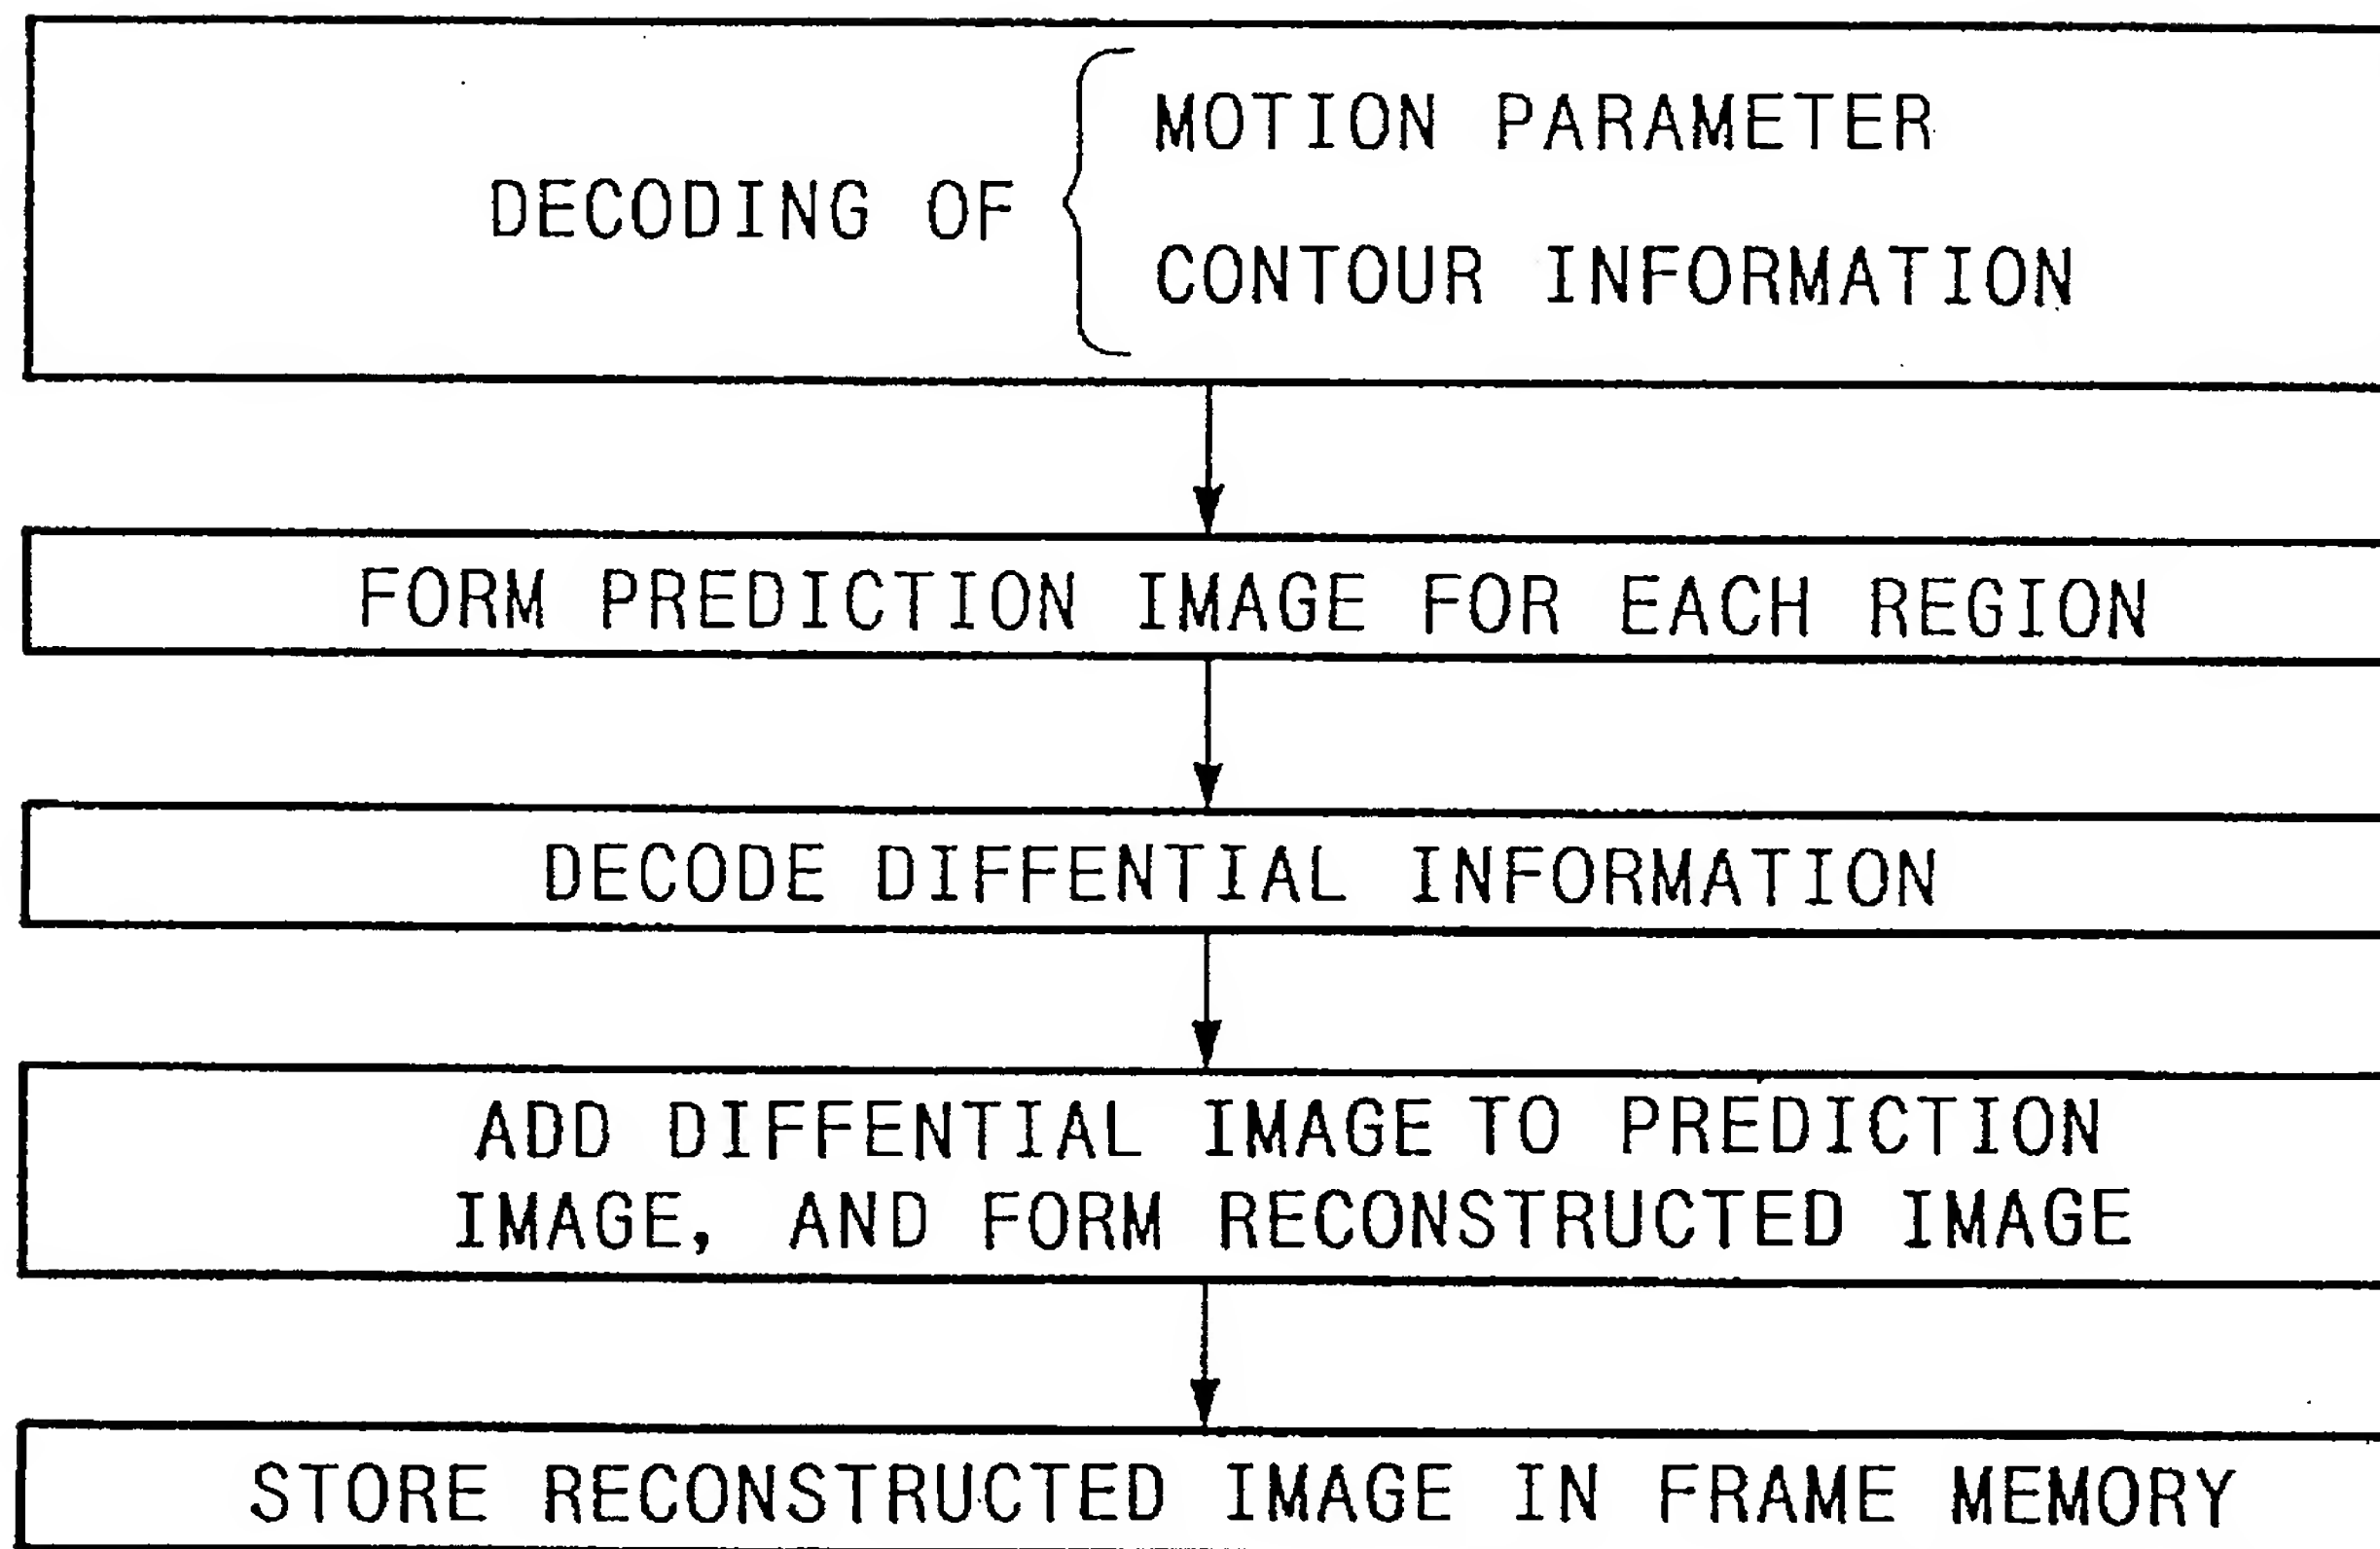 MOTION PARAMETER
DECODING OF
CONTOUR INFORMATION
FORM PREDICTION IMAGE FOR EACH REGION
DECODE DIFFENTIAL INFORMATION
ADD DIFFENTIAL IMAGE TO PREDICTION
IMAGE, AND FORM RECONSTRUCTED IMAGE
STORE RECONSTRUCTED IMAGE IN FRAME MEMORY